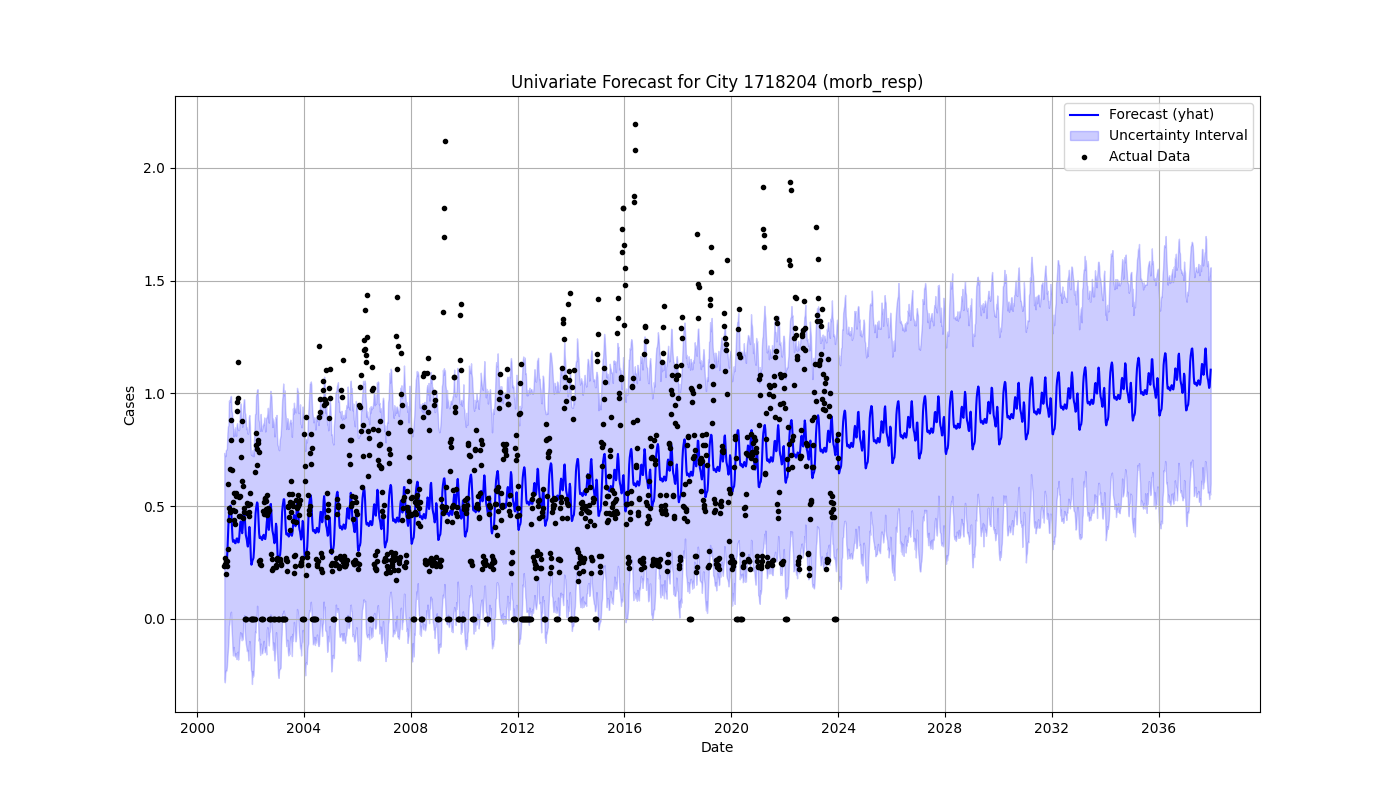 Univariate Forecast for City 1718204 (morb_resp)
Forecast (yhat)
Uncertainty Interval
Actual Data
Cases
2.0
1.5
1.0
0.5
0.0
2000 2004 2008 2012 2016 2020 2024 2028 2032 2036
Date